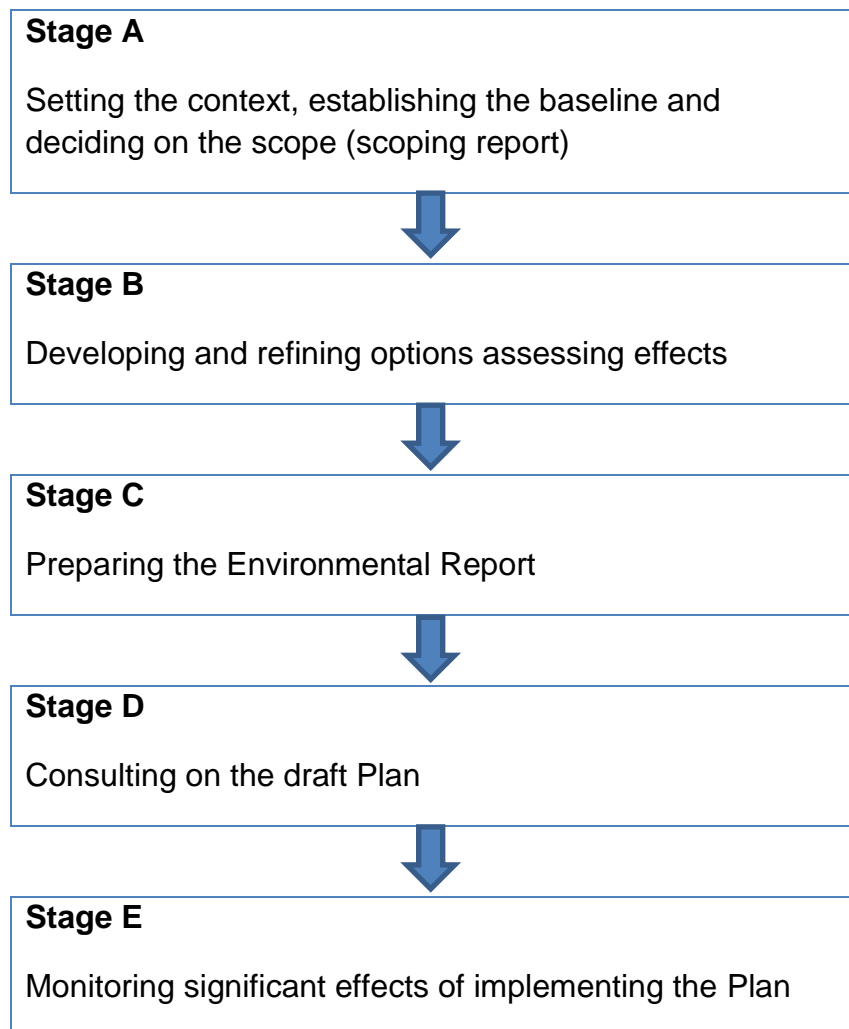 Stage A
Setting the context, establishing the baseline and
deciding on the scope (scoping report)
Stage B
Developing and refining options assessing effects
Stage C
Preparing the Environmental Report
Stage D
Consulting on the draft Plan
Stage E
Monitoring significant effects of implementing the Plan